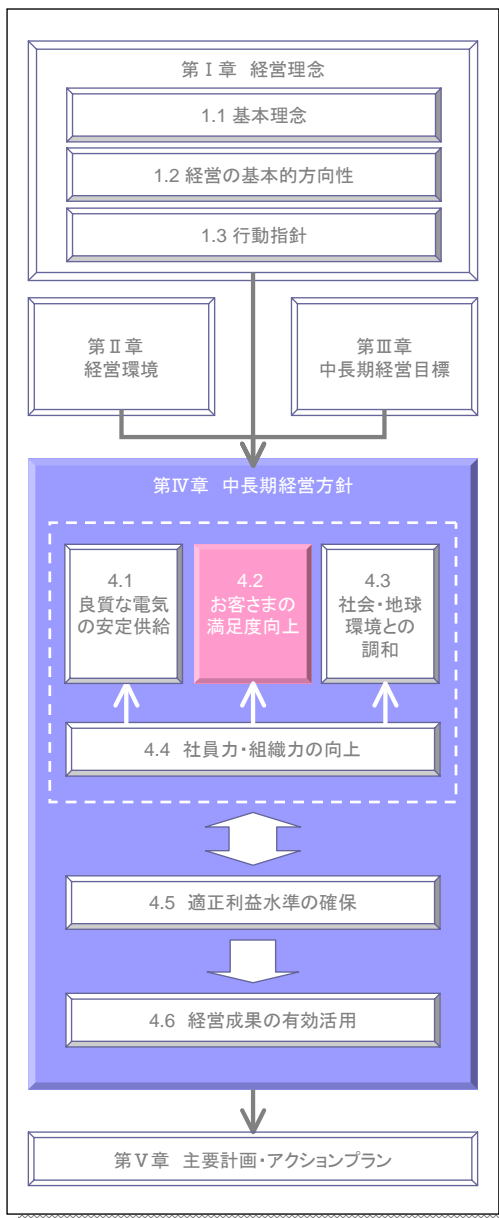 第Ⅰ章 経営理念
1.1 基本理念
1.2 経営の基本的方向性
1.3 行動指針
第Ⅱ章
経営環境
第Ⅲ章
中長期経営目標
第Ⅳ章 中長期経営方針
4.1
良質な電気
の安定供給
4.2
お客さまの
満足度向上
4.3
社会・地球
環境との
調和
4.4 社員力・組織力の向上
4.5 適正利益水準の確保
4.6 経営成果の有効活用
第Ⅴ章 主要計画・アクションプラン